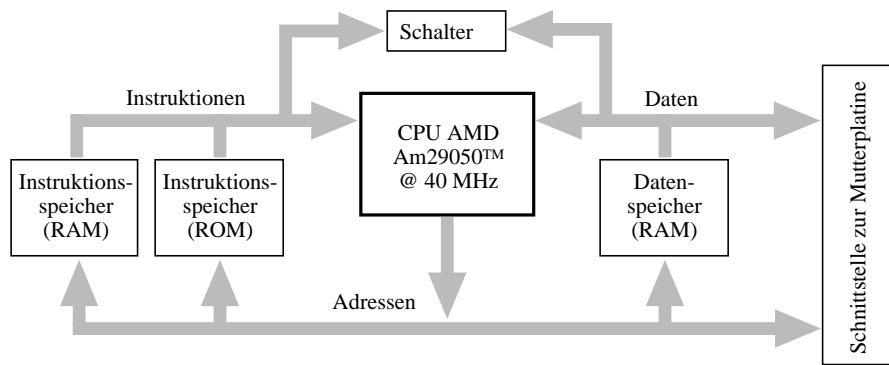 Schalter
Instruktionen
Daten
CPU AMD
Am29050™
@ 40 MHz
Instruktions-
speicher
(RAM)
Instruktions-
speicher
(ROM)
Daten-
speicher
(RAM)
Adressen
Schnittstelle zur Mutterplatine